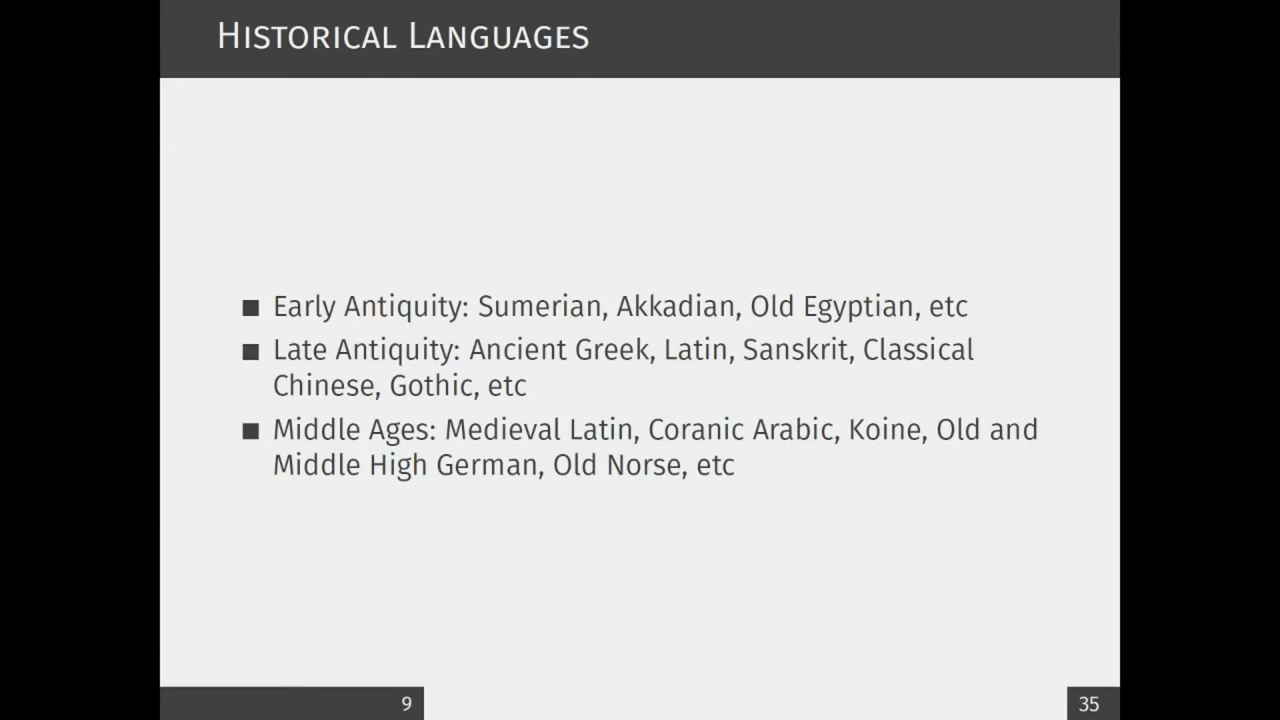 Historical Languages
■ Early Antiquity: Sumerian, Akkadian, Old Egyptian, etc
■ Late Antiquity: Ancient Greek, Latin, Sanskrit, Classical
Chinese, Gothic, etc
■ Middle Ages: Medieval Latin, Coranic Arabic, Koine, Old and
Middle High German, Old Norse, etc
9
35